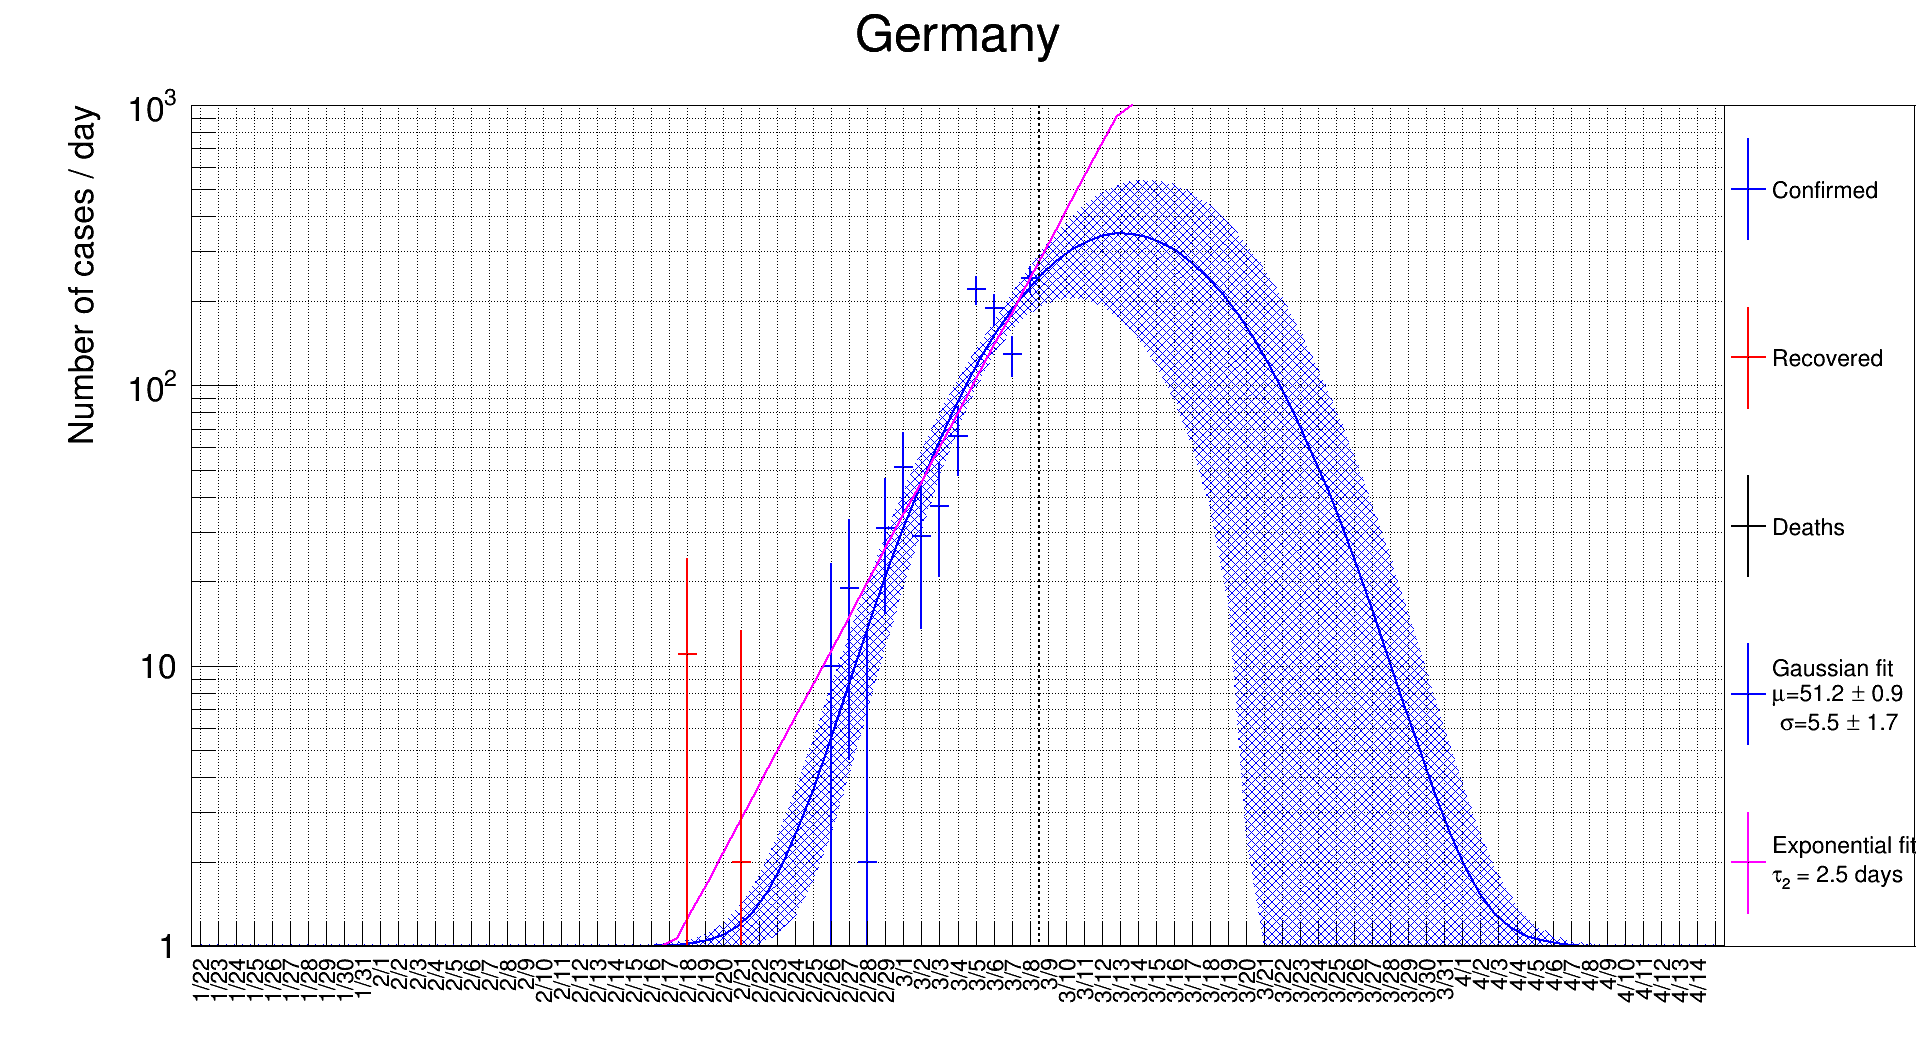 Germany
Number of cases / day
10³
10²
10
1
1/22 1/23 1/24 1/25 1/26 1/27 1/28 1/29 1/30 1/31 2/1 2/2 2/3 2/4 2/5 2/6 2/7 2/8 2/9 2/10 2/11 2/12 2/13 2/14 2/15 2/16 2/17 2/18 2/19 2/20 2/21 2/22 2/23 2/24 2/25 2/26 2/27 2/28 2/29 3/1 3/2 3/3 3/4 3/5 3/6 3/7 3/8 3/9 3/10 3/11 3/12 3/13 3/14 3/15 3/16 3/17 3/18 3/19 3/20 3/21 3/22 3/23 3/24 3/25 3/26 3/27 3/28 3/29 3/30 3/31 4/1 4/2 4/3 4/4 4/5 4/6 4/7 4/8 4/9 4/10 4/11 4/12 4/13 4/14
Confirmed
Recovered
Deaths
Gaussian fit
μ=51.2 ± 0.9
σ=5.5 ± 1.7
Exponential fit
τ₂ = 2.5 days